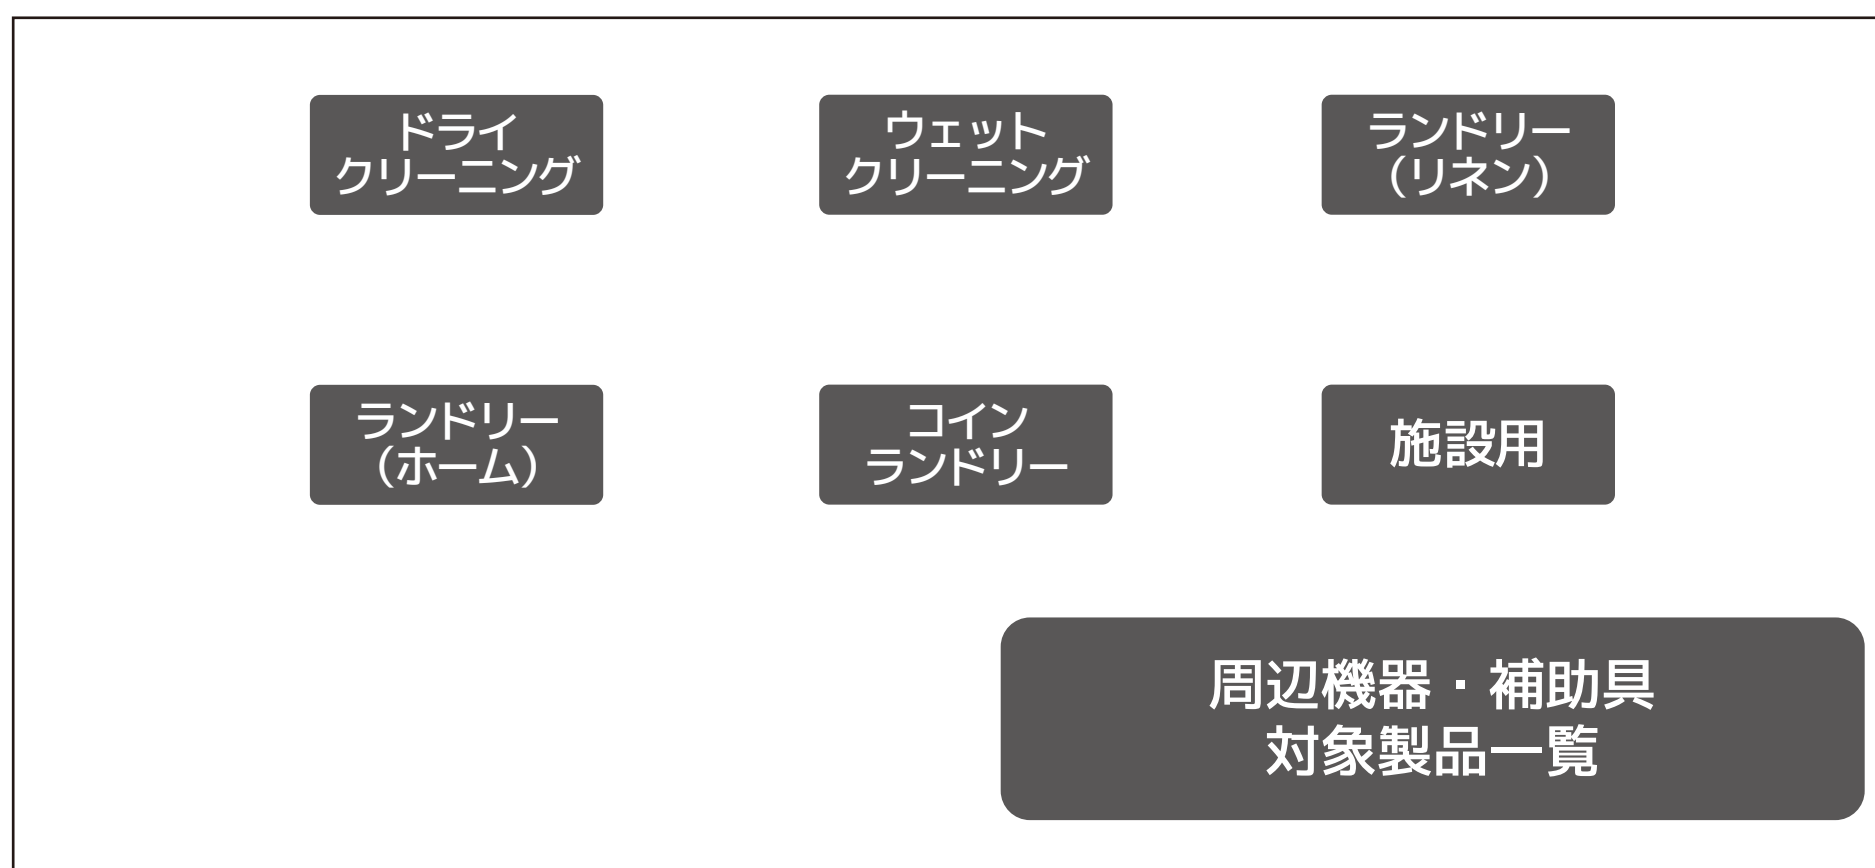 ドライ
クリーニング
ウェット
クリーニング
ランドリー
（リネン）
ランドリー
（ホーム）
コイン
ランドリー
施設用
周辺機器・補助具
対象製品一覧